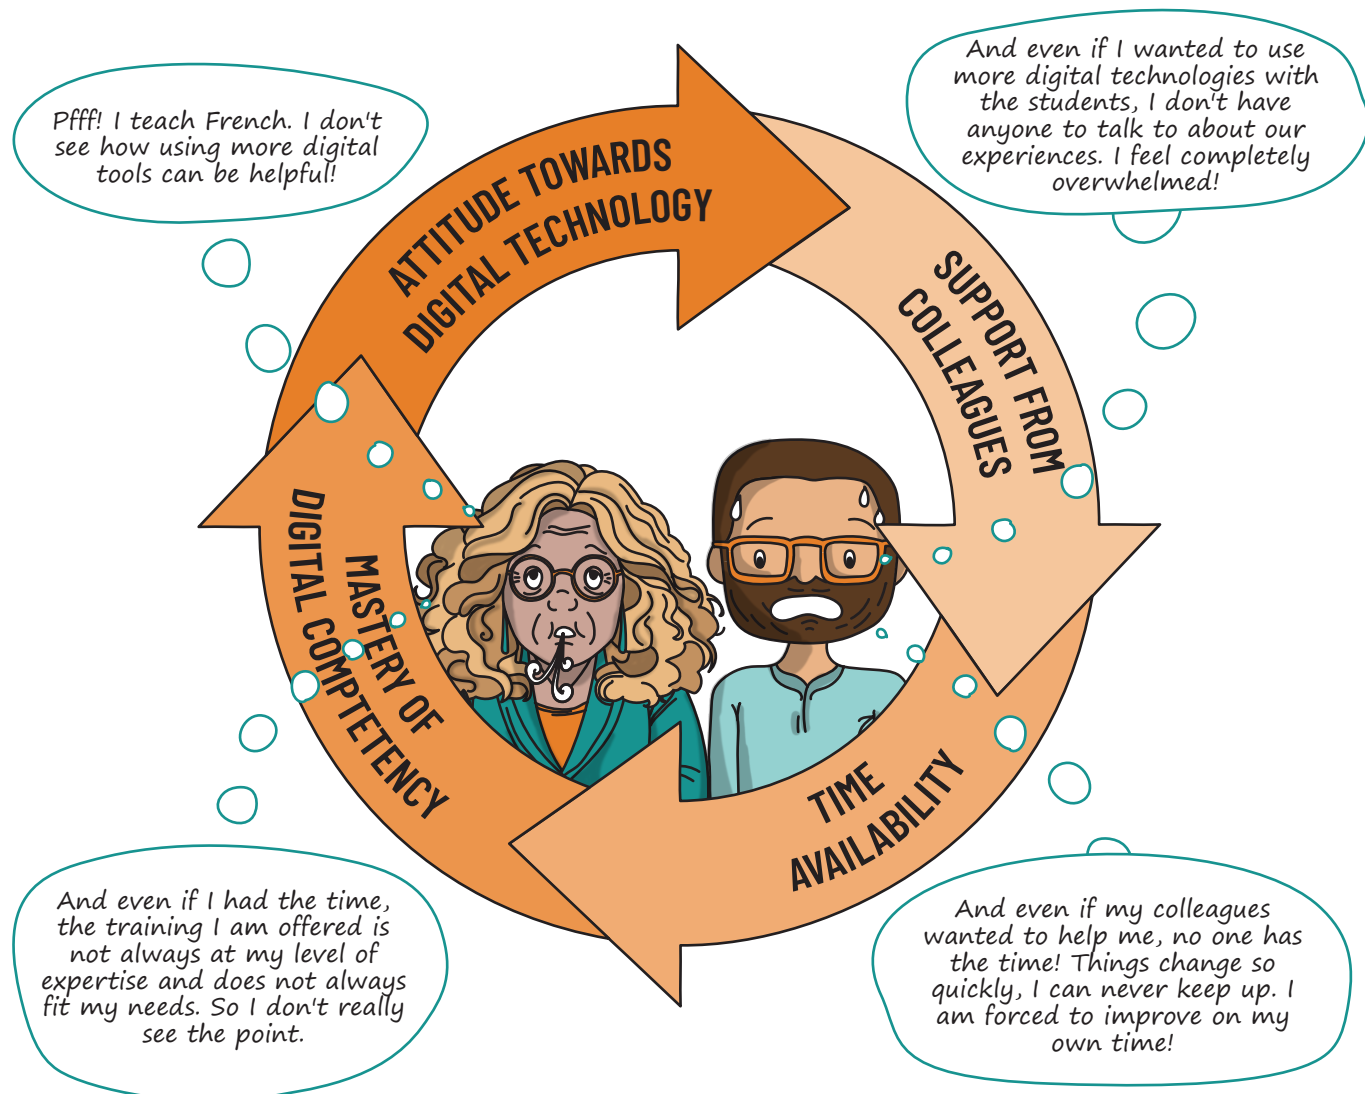 Pfff! I teach French. I don't
see how using more digital
tools can be helpful!
ATTITUDE TOWARDS
DIGITAL TECHNOLOGY
And even if I wanted to use
more digital technologies with
the students, I don't have
anyone to talk to about our
experiences. I feel completely
overwhelmed!
SUPPORT FROM
COLLEAGUES
TIME
AVAILABILITY
And even if my colleagues
wanted to help me, no one has
the time! Things change so
quickly, I can never keep up. I
am forced to improve on my
own time!
MASTERY OF
DIGITAL COMPTETENCY
And even if I had the time,
the training I am offered is
not always at my level of
expertise and does not always
fit my needs. So I don't really
see the point.